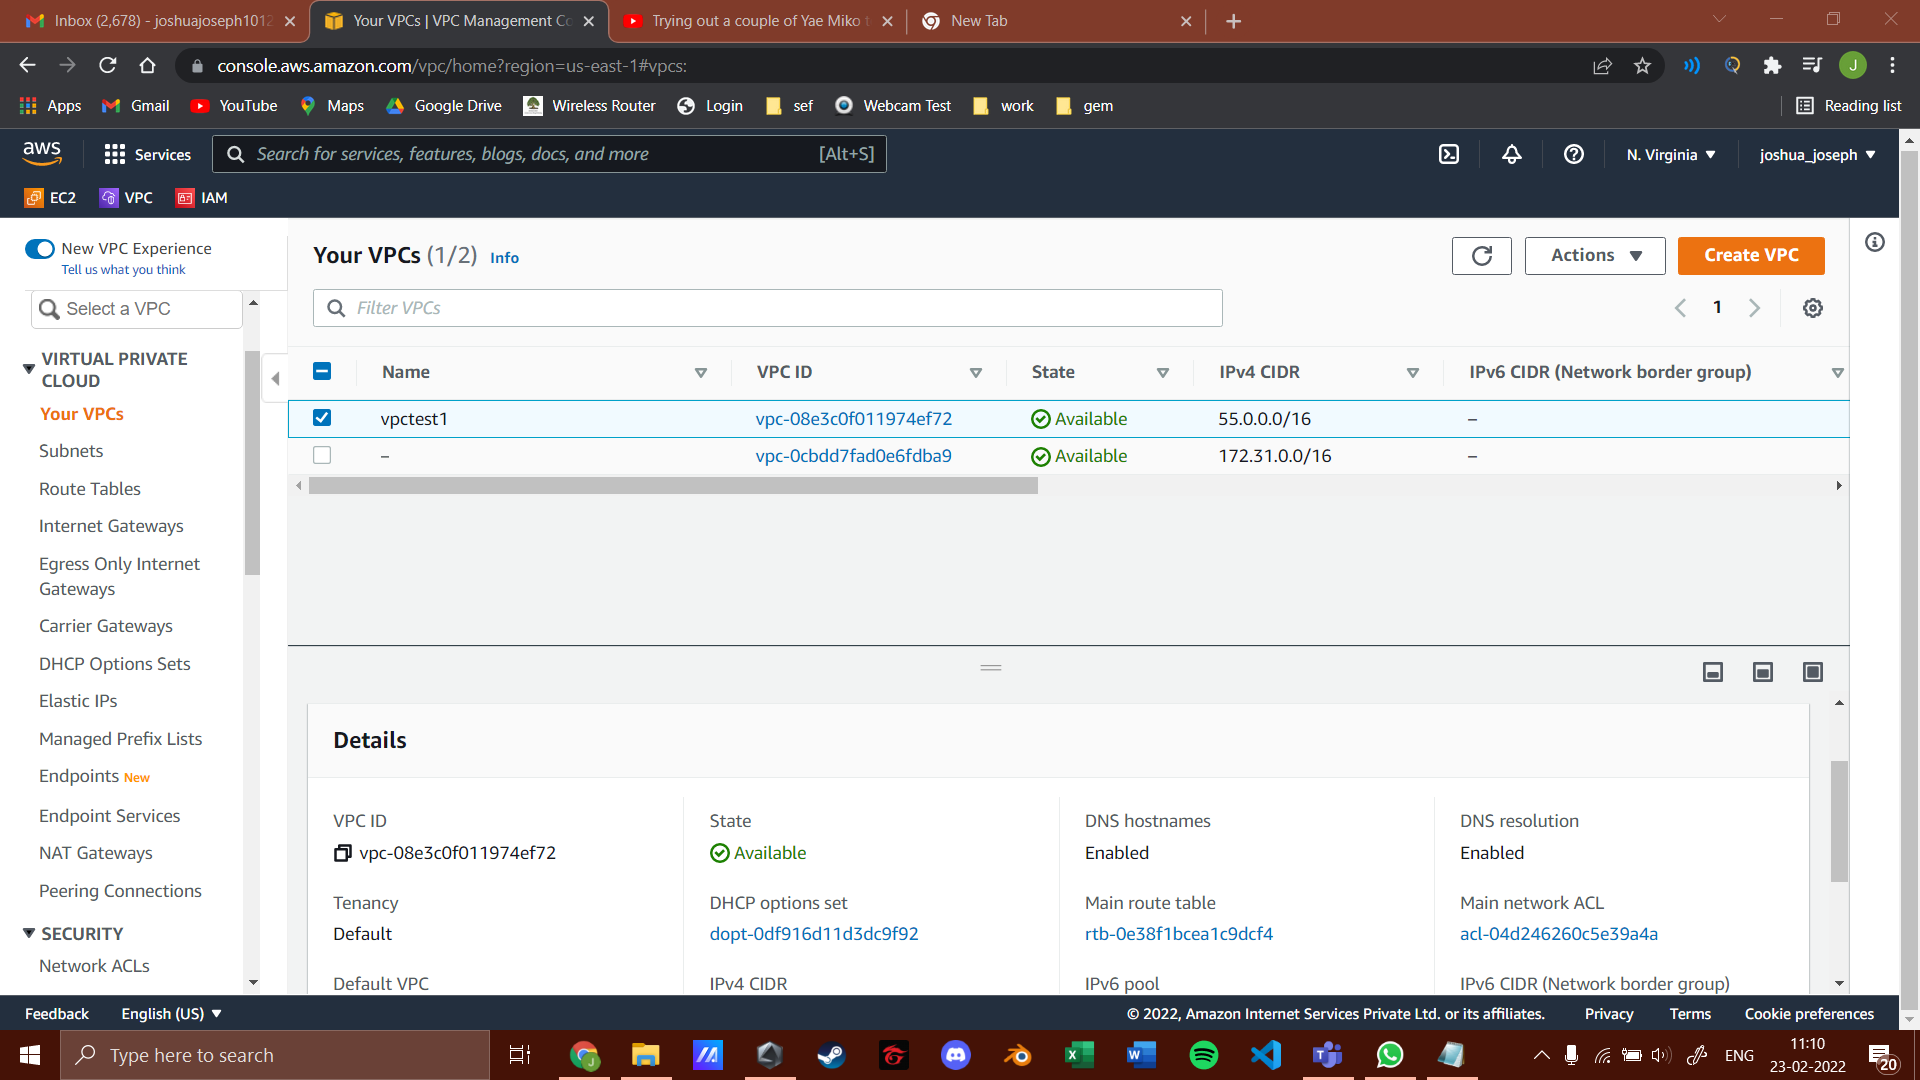 Inbox (2,678) - joshuajoseph1012
Your VPCs | VPC Management Co
Trying out a couple of Yae Miko t
New Tab
console.aws.amazon.com/vpc/home?region=us-east-1#vpcs:
J
Apps
Gmail
YouTube
Maps
Google Drive
Wireless Router
Login
sef
Webcam Test
work
gem
Reading list
aws
Services
Search for services, features, blogs, docs, and more
[Alt+S]
N. Virginia
joshua_joseph
EC2
VPC
IAM
New VPC Experience
Tell us what you think
Select a VPC
VIRTUAL PRIVATE
CLOUD
Your VPCs
Subnets
Route Tables
Internet Gateways
Egress Only Internet
Gateways
Carrier Gateways
DHCP Options Sets
Elastic IPs
Managed Prefix Lists
Endpoints New
Endpoint Services
NAT Gateways
Peering Connections
SECURITY
Network ACLs
Your VPCs (1/2) Info
Actions
Create VPC
Filter VPCs
1
Name VPC ID State IPv4 CIDR IPv6 CIDR (Network border group)
vpctest1 vpc-08e3c0f011974ef72 Available 55.0.0.0/16 –
– vpc-0cbdd7fad0e6fdba9 Available 172.31.0.0/16 –
Details
VPC ID
vpc-08e3c0f011974ef72
State
Available
DNS hostnames
Enabled
DNS resolution
Enabled
Tenancy
Default
DHCP options set
dopt-0df916d11d3dc9f92
Main route table
rtb-0e38f1bcea1c9dcf4
Main network ACL
acl-04d246260c5e39a4a
Default VPC
IPv4 CIDR
IPv6 pool
IPv6 CIDR (Network border group)
Feedback
English (US)
© 2022, Amazon Internet Services Private Ltd. or its affiliates.
Privacy
Terms
Cookie preferences
Type here to search
ENG
11:10
23-02-2022
20